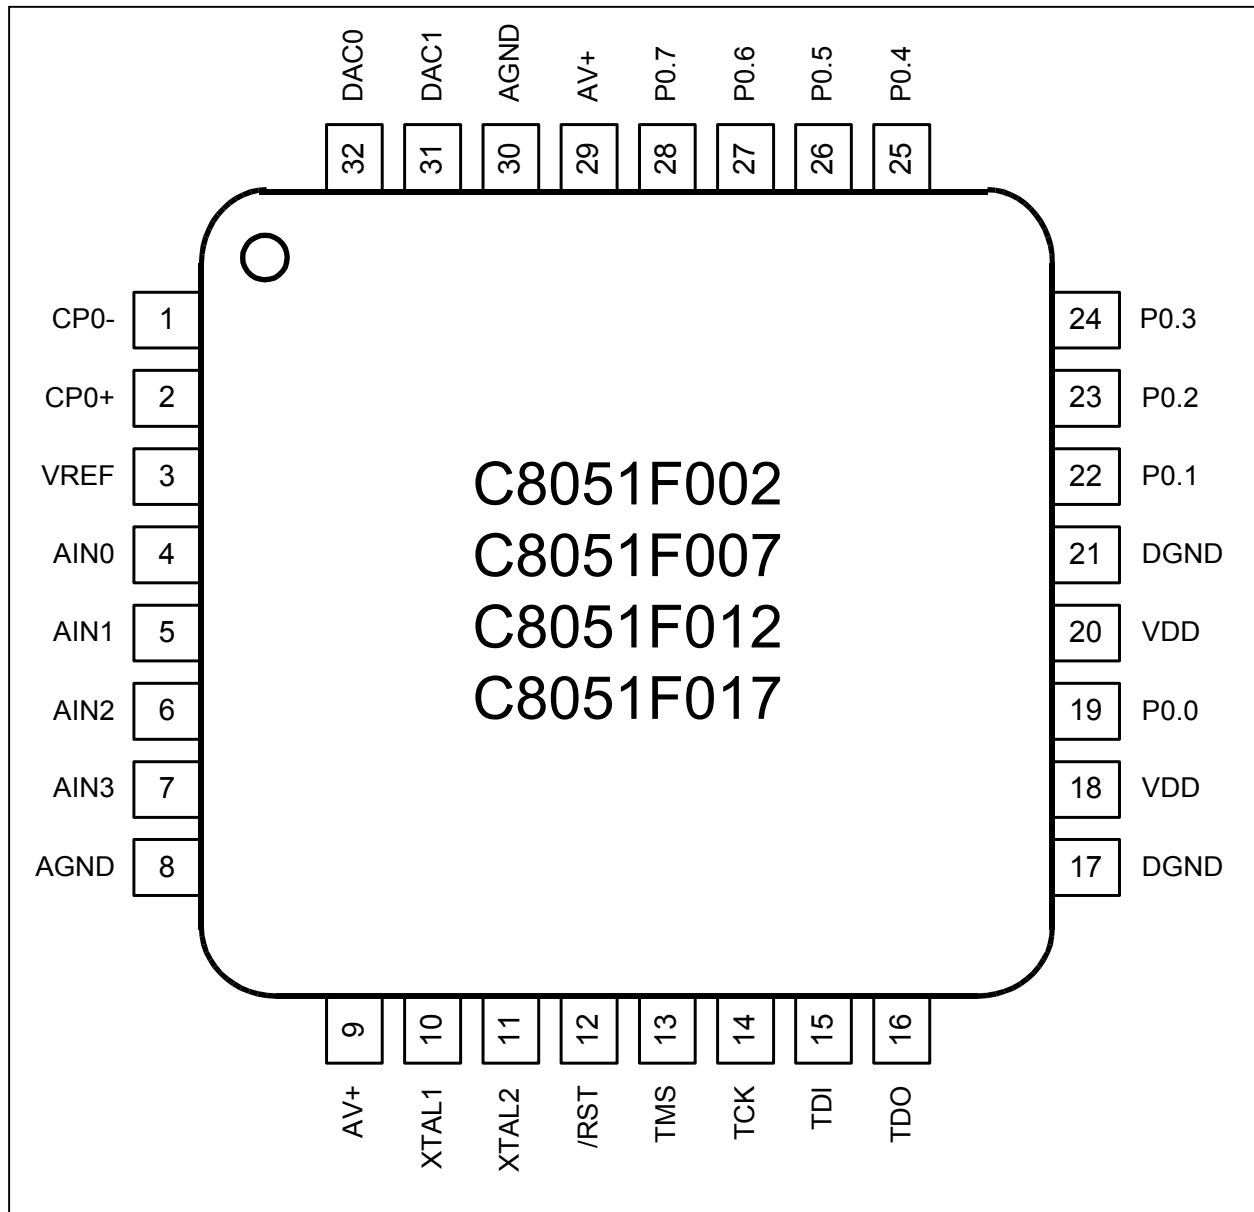 DAC0 DAC1 AGND AV+ P0.7 P0.6 P0.5 P0.4
32 31 30 29 28 27 26 25
CP0- 1 24 P0.3
CP0+ 2 23 P0.2
VREF 3 22 P0.1
C8051F002
AIN0 4 21 DGND
C8051F007
AIN1 5 20 VDD
C8051F012
AIN2 6 19 P0.0
C8051F017
AIN3 7 18 VDD
AGND 8 17 DGND
9 10 11 12 13 14 15 16
AV+ XTAL1 XTAL2 /RST TMS TCK TDI TDO